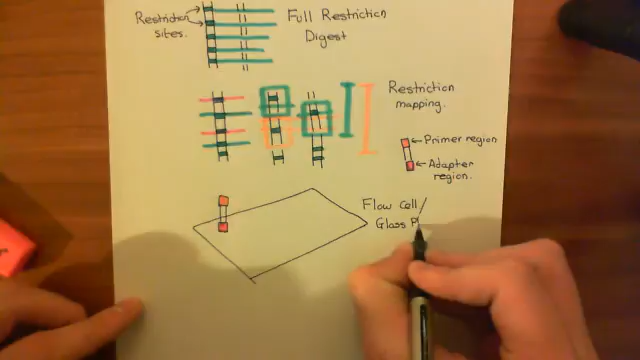 Restriction
sites.
Full Restriction
Digest
Restriction
mapping.
Primer region
Adapter
region.
Flow cell/
Glass